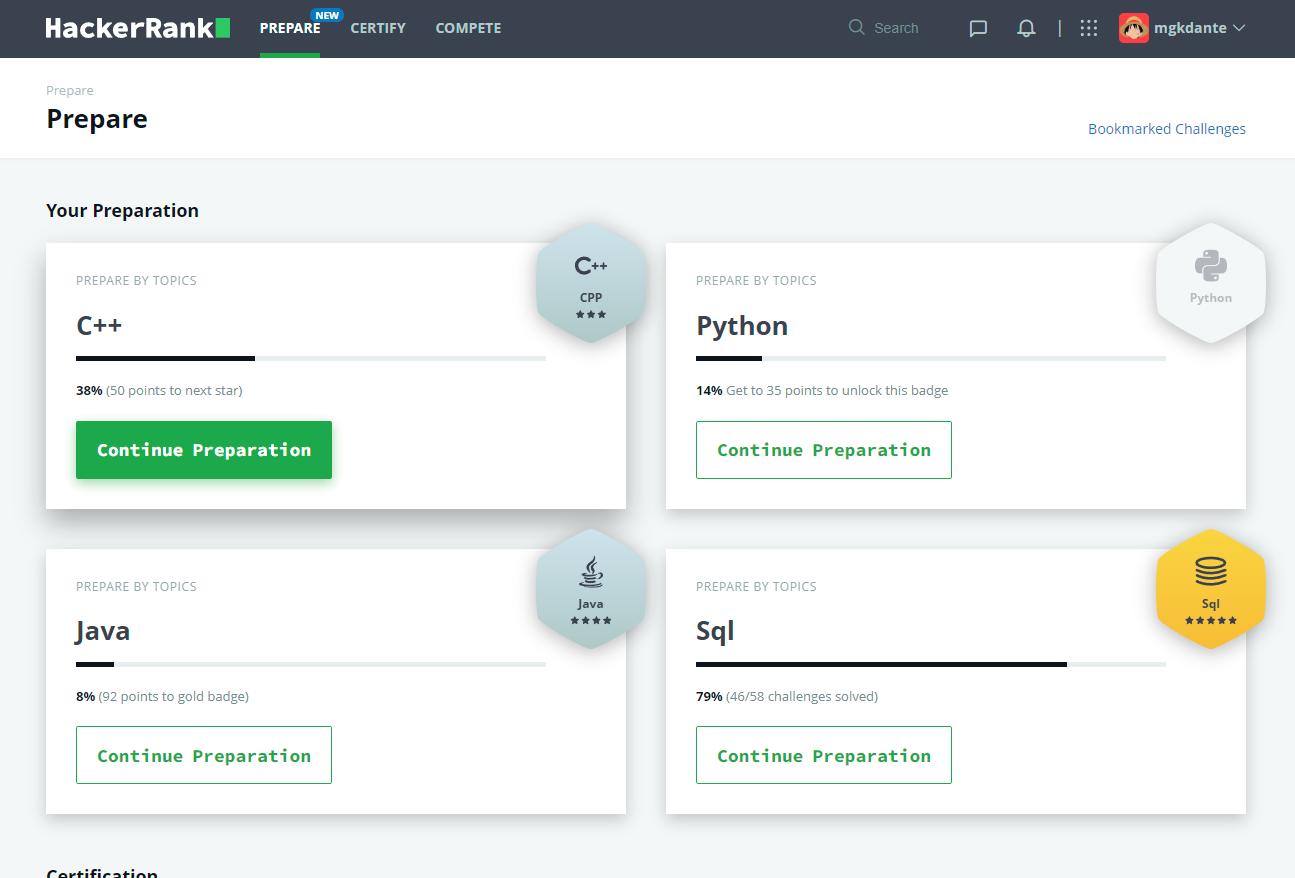 HackerRank PREPARE NEW CERTIFY COMPETE Search | mgkdante
Prepare
Prepare
Bookmarked Challenges
Your Preparation
PREPARE BY TOPICS
C++
38% (50 points to next star)
Continue Preparation
C++
CPP
PREPARE BY TOPICS
Python
14% Get to 35 points to unlock this badge
Continue Preparation
Python
PREPARE BY TOPICS
Java
8% (92 points to gold badge)
Continue Preparation
Java
PREPARE BY TOPICS
Sql
79% (46/58 challenges solved)
Continue Preparation
Sql
Certification